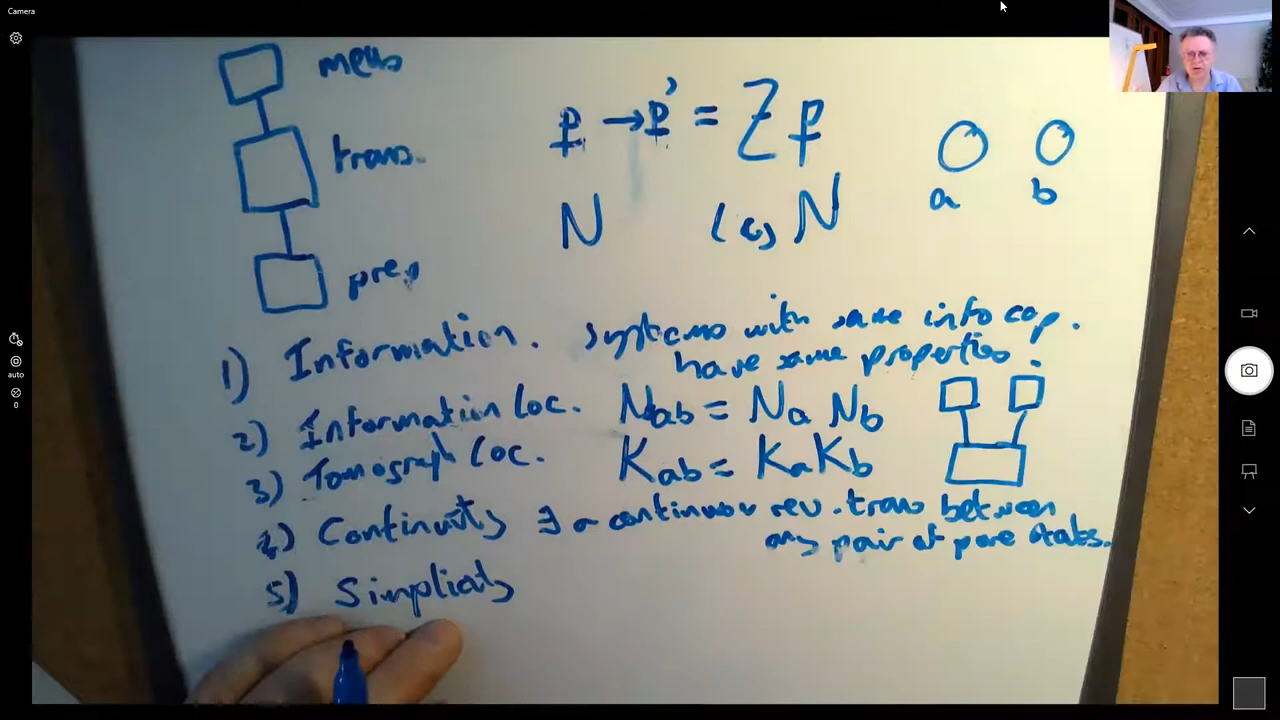 Camera
meas
trans.
prep
p → p' = Z p
N
(c) N
a b
1) Information. Systems with same info cap.
have same properties.
2) Information Loc. Nab = Na Nb
3) Tomograph Loc. Kab = Ka Kb
4) Continuity ∃ a continuous rev. trans between
any pair of pure states.
5) Simplicity
auto
0